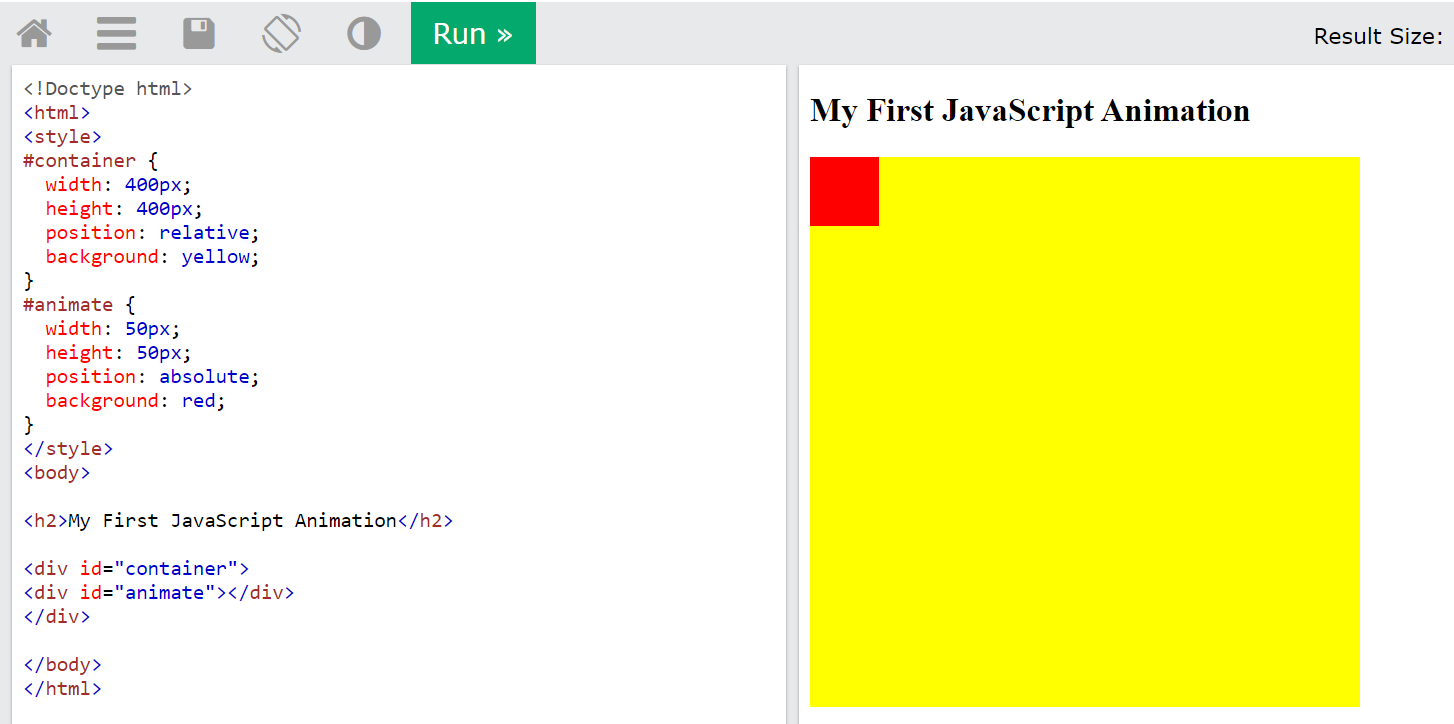 Run »
Result Size:
<!Doctype html>
<html>
<style>
#container {
  width: 400px;
  height: 400px;
  position: relative;
  background: yellow;
}
#animate {
  width: 50px;
  height: 50px;
  position: absolute;
  background: red;
}
</style>
<body>

<h2>My First JavaScript Animation</h2>

<div id="container">
<div id="animate"></div>
</div>

</body>
</html>
My First JavaScript Animation